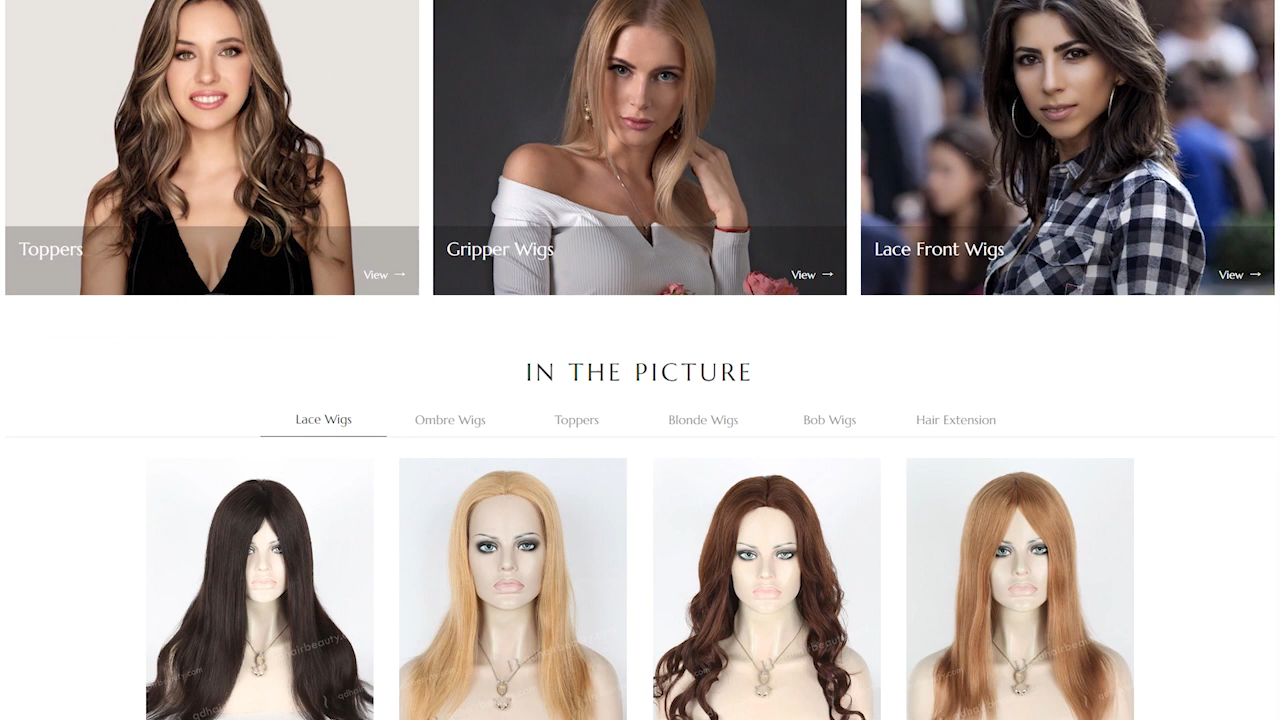 Toppers
View →
Gripper Wigs
View →
Lace Front Wigs
View →
IN THE PICTURE
Lace Wigs
Ombre Wigs
Toppers
Blonde Wigs
Bob Wigs
Hair Extension